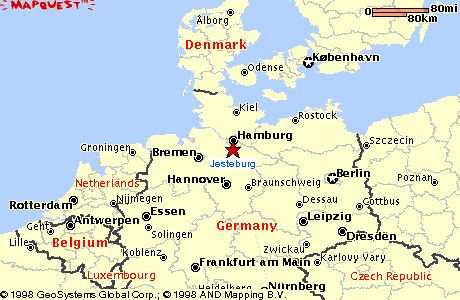 MAPQUEST™
0 80mi
80km
Ålborg
Denmark
København
Odense
Kiel
Rostock
Hamburg
Szczecin
Groningen
Bremen
Jesteburg
Netherlands
Hannover
Braunschweig
Berlin
Poznan
Rotterdam
Nijmegen
Dessau
Cottbus
Gent
Antwerpen
Essen
Leipzig
Lille
Belgium
Solingen
Germany
Dresden
Koblenz
Zwickau
Karlovy Vary
Luxembourg
Frankfurt am Main
Czech Republic
Heidelberg
Nürnberg
©1998 GeoSystems Global Corp.; © 1998 AND Mapping B.V.